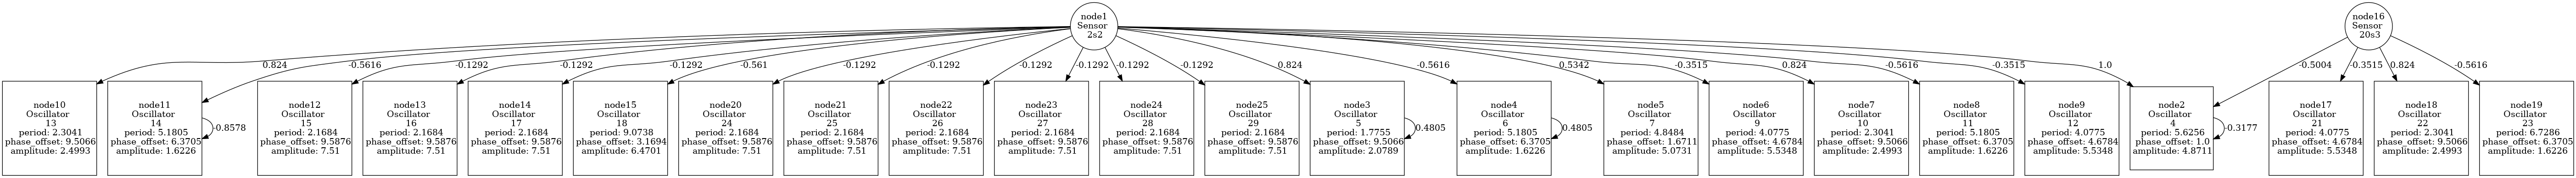 node1
Sensor
2s2
node16
Sensor
20s3
0.824
-0.5616
-0.1292
-0.1292
-0.1292
-0.561
-0.1292
-0.1292
-0.1292
-0.1292
-0.1292
-0.1292
0.824
-0.5616
0.5342
-0.3515
0.824
-0.5616
-0.3515
1.0
-0.5004
-0.3515
0.824
-0.5616
node10
Oscillator
13
period: 2.3041
phase_offset: 9.5066
amplitude: 2.4993
node11
Oscillator
14
period: 5.1805
phase_offset: 6.3705
amplitude: 1.6226
-0.8578
node12
Oscillator
15
period: 2.1684
phase_offset: 9.5876
amplitude: 7.51
node13
Oscillator
16
period: 2.1684
phase_offset: 9.5876
amplitude: 7.51
node14
Oscillator
17
period: 2.1684
phase_offset: 9.5876
amplitude: 7.51
node15
Oscillator
18
period: 9.0738
phase_offset: 3.1694
amplitude: 6.4701
node20
Oscillator
24
period: 2.1684
phase_offset: 9.5876
amplitude: 7.51
node21
Oscillator
25
period: 2.1684
phase_offset: 9.5876
amplitude: 7.51
node22
Oscillator
26
period: 2.1684
phase_offset: 9.5876
amplitude: 7.51
node23
Oscillator
27
period: 2.1684
phase_offset: 9.5876
amplitude: 7.51
node24
Oscillator
28
period: 2.1684
phase_offset: 9.5876
amplitude: 7.51
node25
Oscillator
29
period: 2.1684
phase_offset: 9.5876
amplitude: 7.51
node3
Oscillator
5
period: 1.7755
phase_offset: 9.5066
amplitude: 2.0789
0.4805
node4
Oscillator
6
period: 5.1805
phase_offset: 6.3705
amplitude: 1.6226
0.4805
node5
Oscillator
7
period: 4.8484
phase_offset: 1.6711
amplitude: 5.0731
node6
Oscillator
9
period: 4.0775
phase_offset: 4.6784
amplitude: 5.5348
node7
Oscillator
10
period: 2.3041
phase_offset: 9.5066
amplitude: 2.4993
node8
Oscillator
11
period: 5.1805
phase_offset: 6.3705
amplitude: 1.6226
node9
Oscillator
12
period: 4.0775
phase_offset: 4.6784
amplitude: 5.5348
node2
Oscillator
4
period: 5.6256
phase_offset: 1.0
amplitude: 4.8711
-0.3177
node17
Oscillator
21
period: 4.0775
phase_offset: 4.6784
amplitude: 5.5348
node18
Oscillator
22
period: 2.3041
phase_offset: 9.5066
amplitude: 2.4993
node19
Oscillator
23
period: 6.7286
phase_offset: 6.3705
amplitude: 1.6226